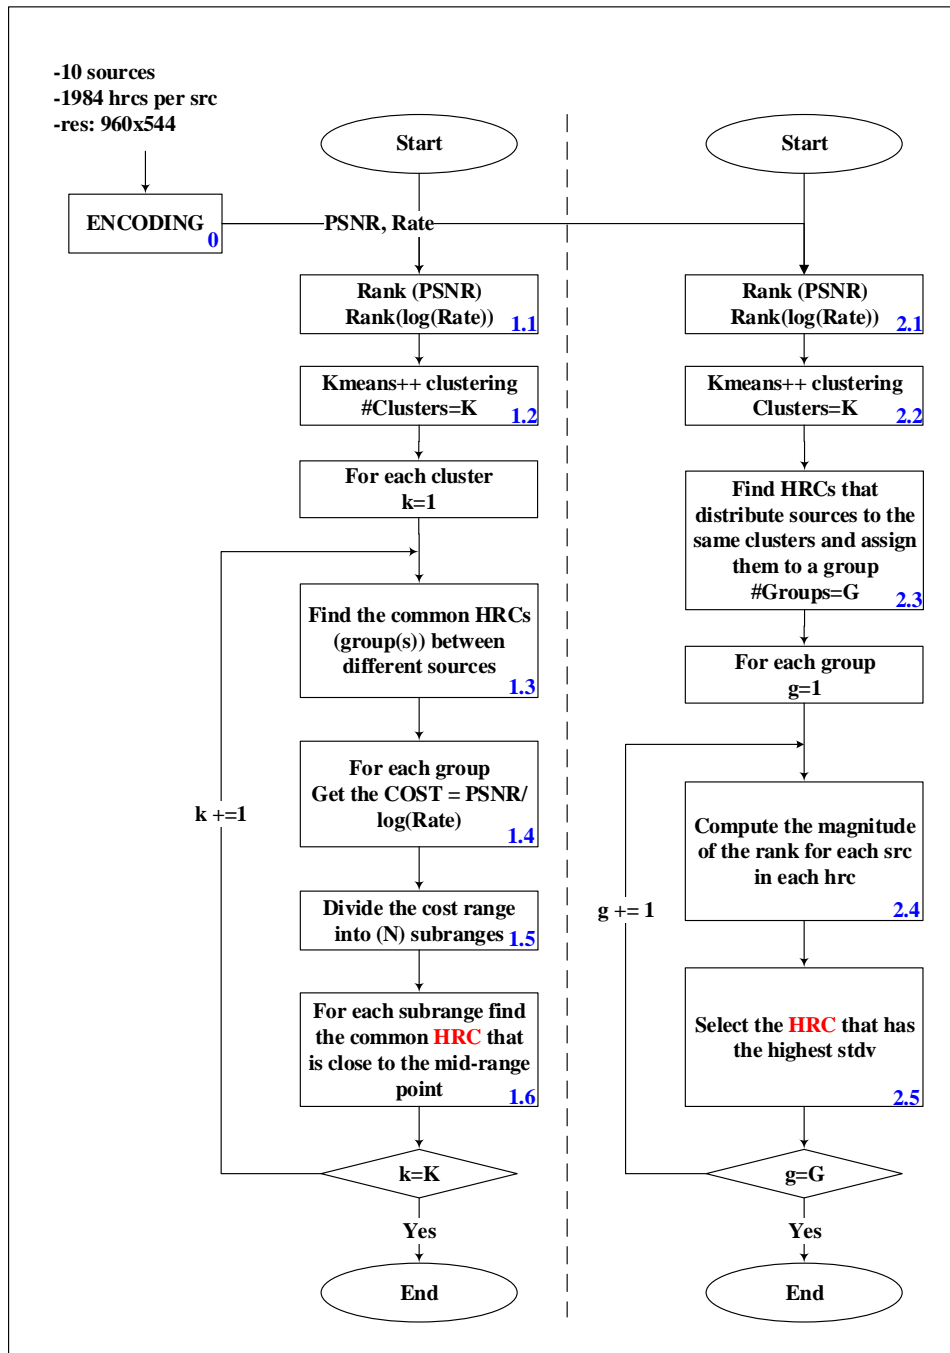 -10 sources
-1984 hrcs per src
-res: 960x544
ENCODING
0
PSNR, Rate
Start
Rank (PSNR)
Rank(log(Rate))
1.1
Kmeans++ clustering
#Clusters=K
1.2
For each cluster
k=1
Find the common HRCs
(group(s)) between
different sources
1.3
For each group
Get the COST = PSNR/
log(Rate)
1.4
k +=1
Divide the cost range
into (N) subranges
1.5
For each subrange find
the common HRC that
is close to the mid-range
point
1.6
k=K
Yes
End
Start
Rank (PSNR)
Rank(log(Rate))
2.1
Kmeans++ clustering
Clusters=K
2.2
Find HRCs that
distribute sources to the
same clusters and assign
them to a group
#Groups=G
2.3
For each group
g=1
Compute the magnitude
of the rank for each src
in each hrc
2.4
g += 1
Select the HRC that has
the highest stdv
2.5
g=G
Yes
End